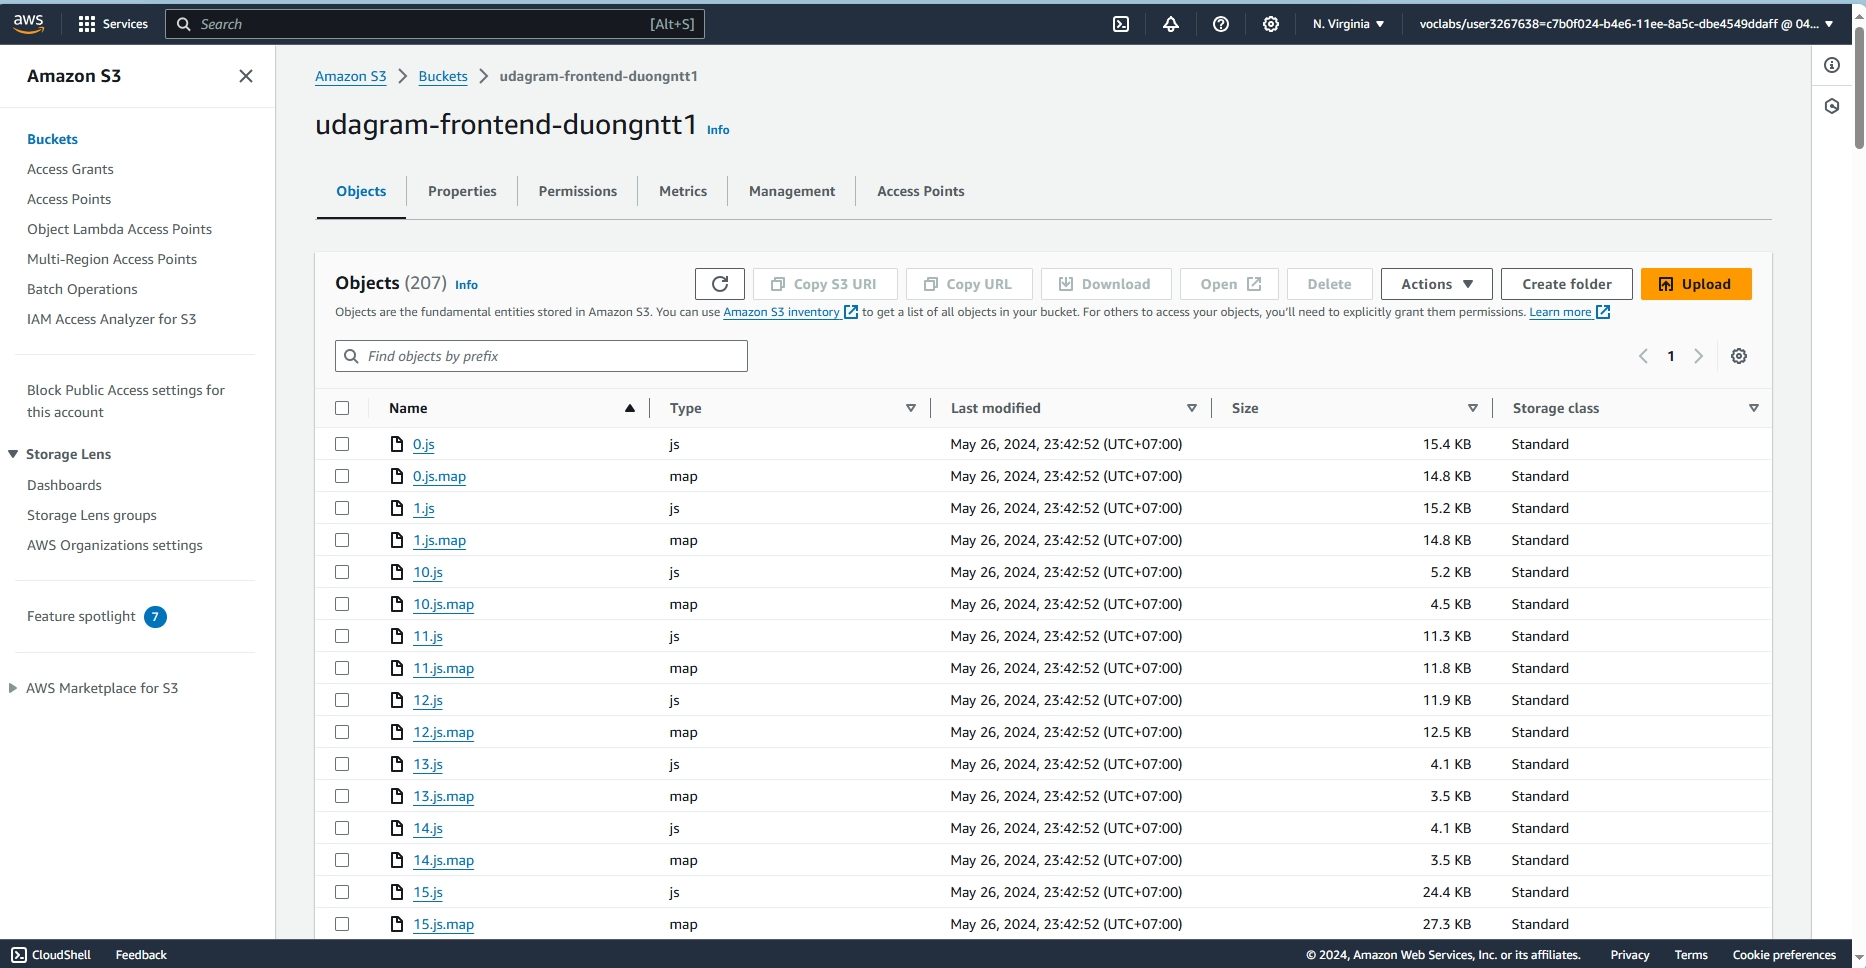 aws
Services
Search [Alt+S]
N. Virginia
voclabs/user3267638=c7b0f024-b4e6-11ee-8a5c-dbe4549ddaff @ 04...
Amazon S3
Buckets
Access Grants
Access Points
Object Lambda Access Points
Multi-Region Access Points
Batch Operations
IAM Access Analyzer for S3
Block Public Access settings for
this account
Storage Lens
Dashboards
Storage Lens groups
AWS Organizations settings
Feature spotlight 7
AWS Marketplace for S3
Amazon S3 > Buckets > udagram-frontend-duongntt1
udagram-frontend-duongntt1 Info
Objects Properties Permissions Metrics Management Access Points
Objects (207) Info
Copy S3 URI Copy URL Download Open Delete Actions Create folder Upload
Objects are the fundamental entities stored in Amazon S3. You can use Amazon S3 inventory to get a list of all objects in your bucket. For others to access your objects, you'll need to explicitly grant them permissions. Learn more
Find objects by prefix
1
Name Type Last modified Size Storage class
0.js js May 26, 2024, 23:42:52 (UTC+07:00) 15.4 KB Standard
0.js.map map May 26, 2024, 23:42:52 (UTC+07:00) 14.8 KB Standard
1.js js May 26, 2024, 23:42:52 (UTC+07:00) 15.2 KB Standard
1.js.map map May 26, 2024, 23:42:52 (UTC+07:00) 14.8 KB Standard
10.js js May 26, 2024, 23:42:52 (UTC+07:00) 5.2 KB Standard
10.js.map map May 26, 2024, 23:42:52 (UTC+07:00) 4.5 KB Standard
11.js js May 26, 2024, 23:42:52 (UTC+07:00) 11.3 KB Standard
11.js.map map May 26, 2024, 23:42:52 (UTC+07:00) 11.8 KB Standard
12.js js May 26, 2024, 23:42:52 (UTC+07:00) 11.9 KB Standard
12.js.map map May 26, 2024, 23:42:52 (UTC+07:00) 12.5 KB Standard
13.js js May 26, 2024, 23:42:52 (UTC+07:00) 4.1 KB Standard
13.js.map map May 26, 2024, 23:42:52 (UTC+07:00) 3.5 KB Standard
14.js js May 26, 2024, 23:42:52 (UTC+07:00) 4.1 KB Standard
14.js.map map May 26, 2024, 23:42:52 (UTC+07:00) 3.5 KB Standard
15.js js May 26, 2024, 23:42:52 (UTC+07:00) 24.4 KB Standard
15.js.map map May 26, 2024, 23:42:52 (UTC+07:00) 27.3 KB Standard
CloudShell Feedback © 2024, Amazon Web Services, Inc. or its affiliates. Privacy Terms Cookie preferences